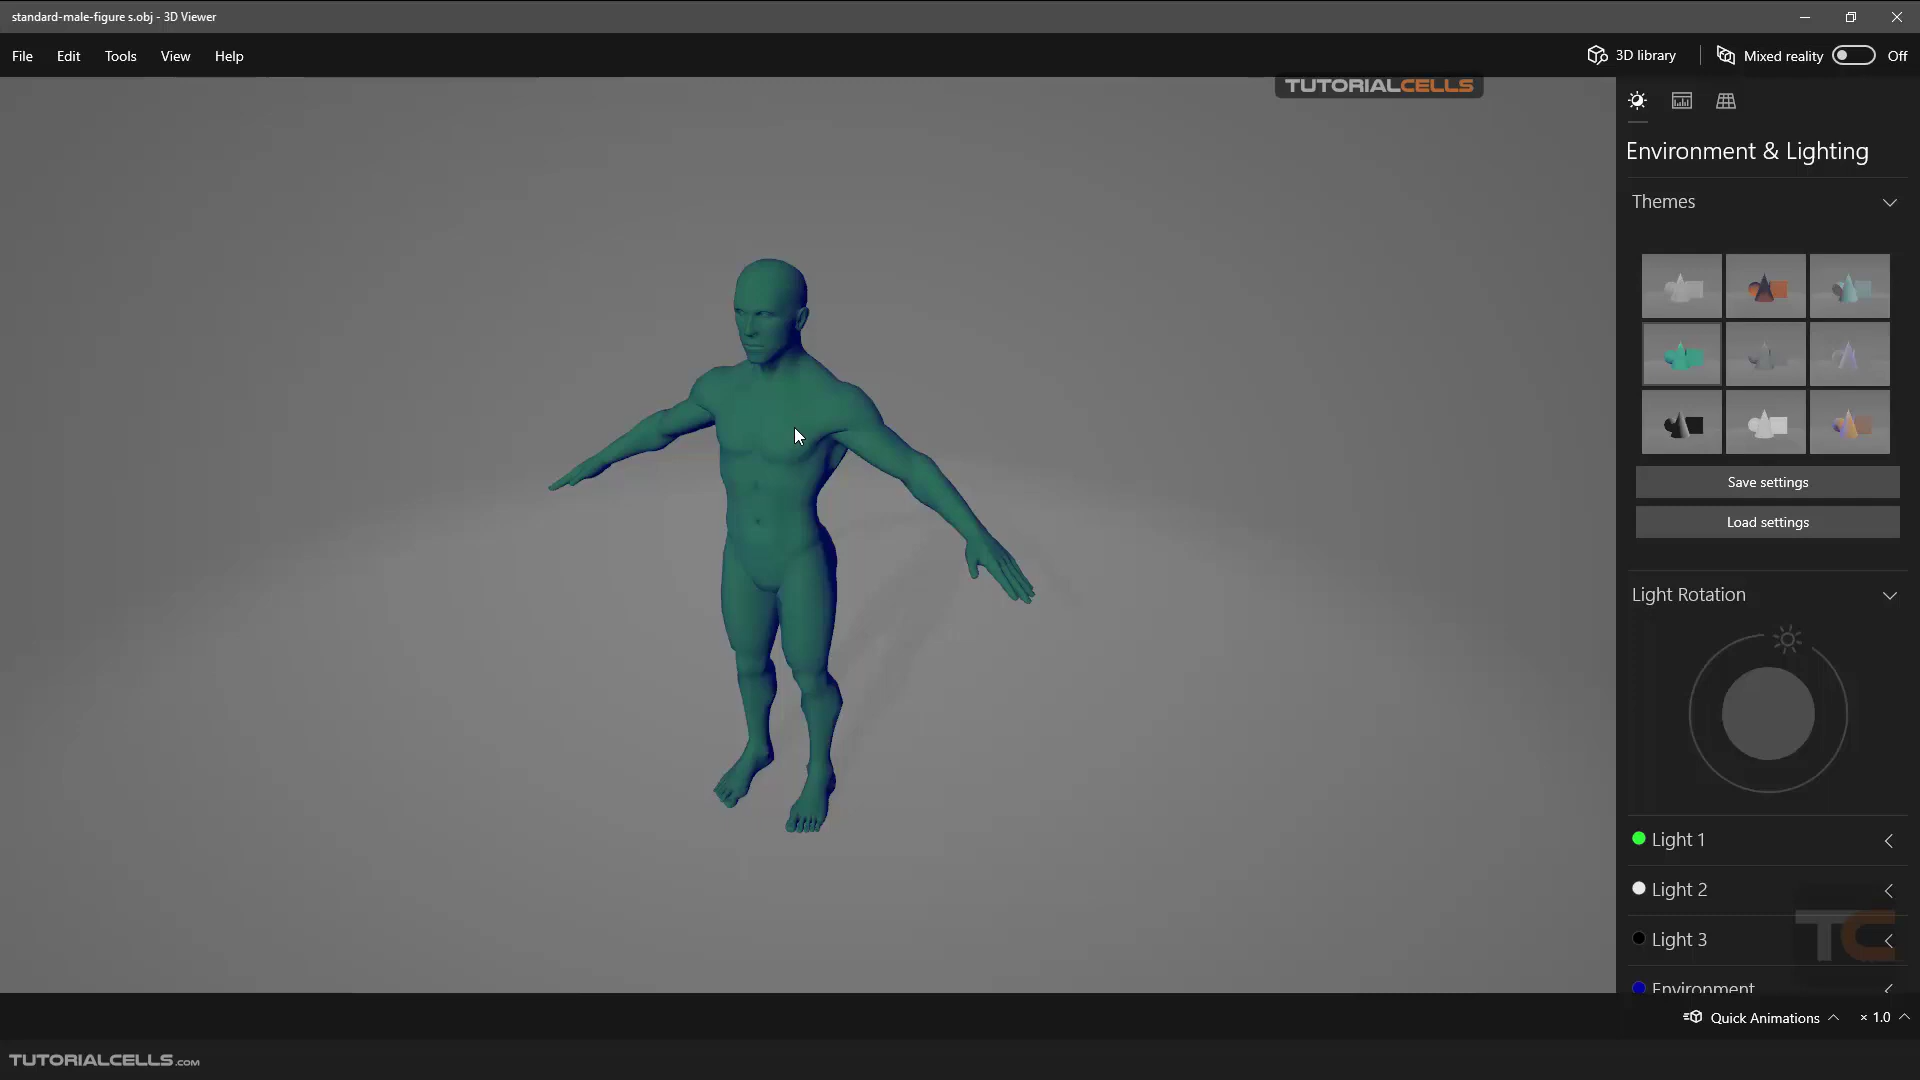 standard-male-figure s.obj - 3D Viewer
File Edit Tools View Help
3D library
Mixed reality Off
TUTORIALCELLS
Environment & Lighting
Themes
Save settings
Load settings
Light Rotation
Light 1
Light 2
Light 3
TC
Environment
Quick Animations × 1.0
TUTORIALCELLS.COM